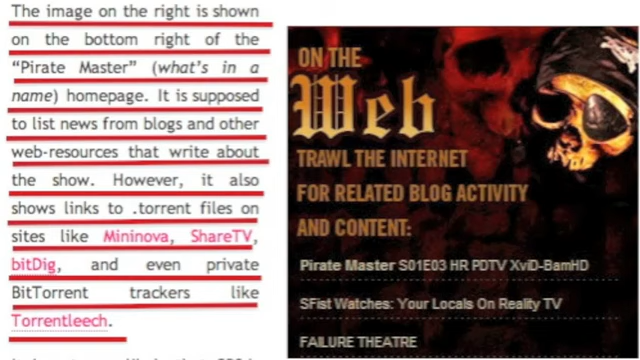 The image on the right is shown
on the bottom right of the
“Pirate Master” (what’s in a
name) homepage. It is supposed
to list news from blogs and other
web-resources that write about
the show. However, it also
shows links to .torrent files on
sites like Mininova, ShareTV,
bitDig, and even private
BitTorrent trackers like
Torrentleech.
ON THE
Web
TRAWL THE INTERNET
FOR RELATED BLOG ACTIVITY
AND CONTENT:
Pirate Master S01E03 HR PDTV XviD-BamHD
SFist Watches: Your Locals On Reality TV
FAILURE THEATRE